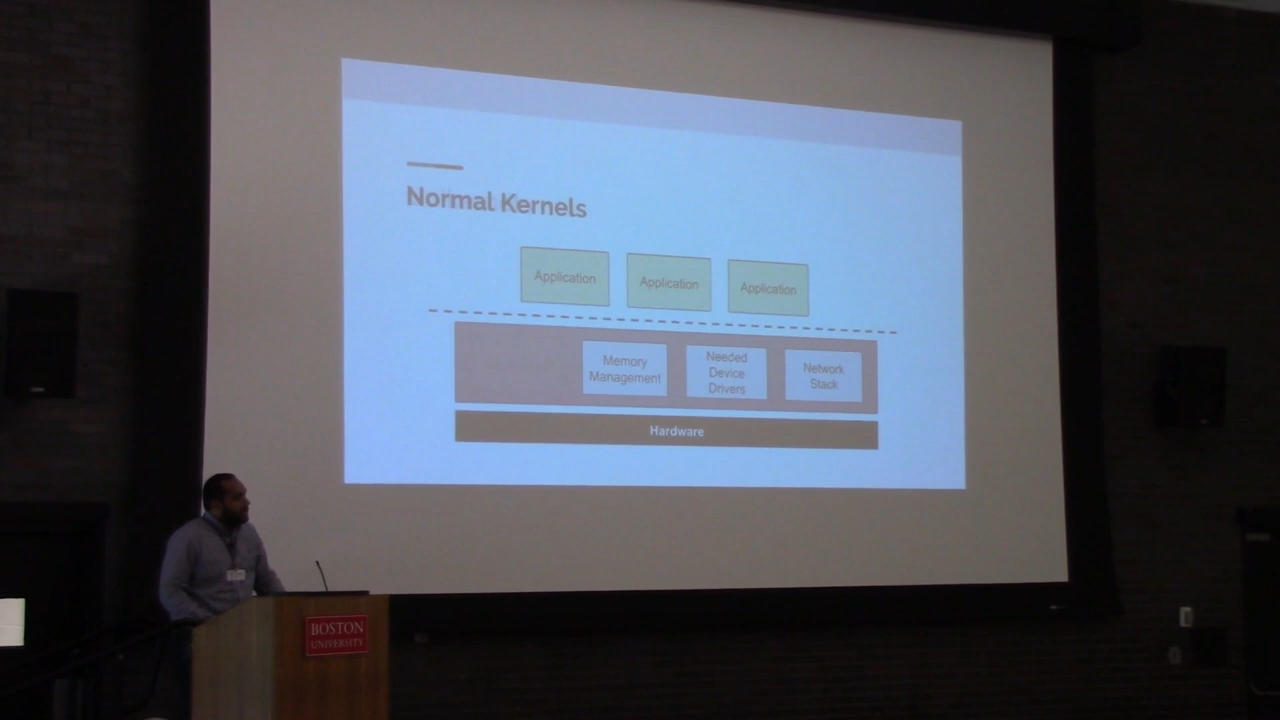 Normal Kernels
Application
Application
Application
Memory
Management
Needed
Device
Drivers
Network
Stack
Hardware
BOSTON
UNIVERSITY